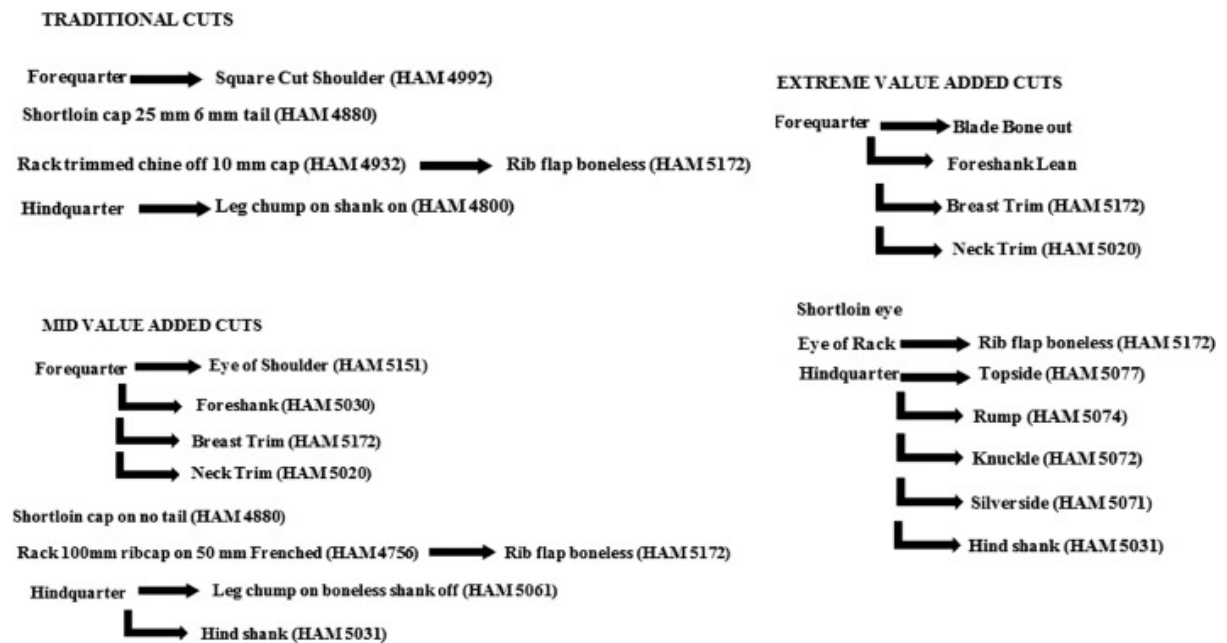 TRADITIONAL CUTS
Forequarter Square Cut Shoulder (HAM 4992)
Shortloin cap 25 mm 6 mm tail (HAM 4880)
Rack trimmed chine off 10 mm cap (HAM 4932) Rib flap boneless (HAM 5172)
Hindquarter Leg chump on shank on (HAM 4800)
MID VALUE ADDED CUTS
Forequarter Eye of Shoulder (HAM 5151)
Foreshank (HAM 5030)
Breast Trim (HAM 5172)
Neck Trim (HAM 5020)
Shortloin cap on no tail (HAM 4880)
Rack 100mm ribcap on 50 mm Frenched (HAM 4756) Rib flap boneless (HAM 5172)
Hindquarter Leg chump on boneless shank off (HAM 5061)
Hind shank (HAM 5031)
EXTREME VALUE ADDED CUTS
Forequarter Blade Bone out
Foreshank Lean
Breast Trim (HAM 5172)
Neck Trim (HAM 5020)
Shortloin eye
Eye of Rack Rib flap boneless (HAM 5172)
Hindquarter Topside (HAM 5077)
Rump (HAM 5074)
Knuckle (HAM 5072)
Silverside (HAM 5071)
Hind shank (HAM 5031)